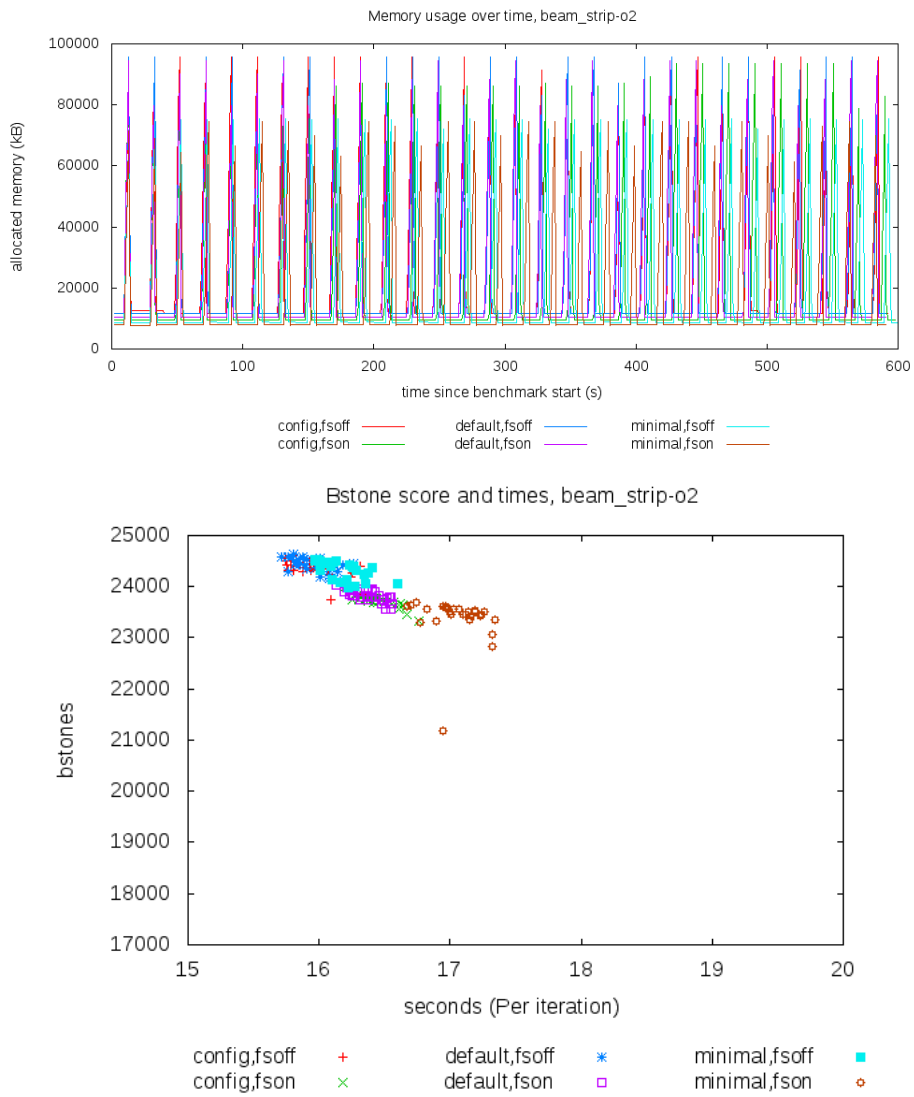 Memory usage over time, beam_strip-o2
100000
80000
60000
40000
20000
0
allocated memory (kB)
0 100 200 300 400 500 600
time since benchmark start (s)
config,fsoff default,fsoff minimal,fsoff
config,fson default,fson minimal,fson
Bstone score and times, beam_strip-o2
25000
24000
23000
22000
21000
20000
19000
18000
17000
bstones
15 16 17 18 19 20
seconds (Per iteration)
config,fsoff default,fsoff minimal,fsoff
config,fson default,fson minimal,fson